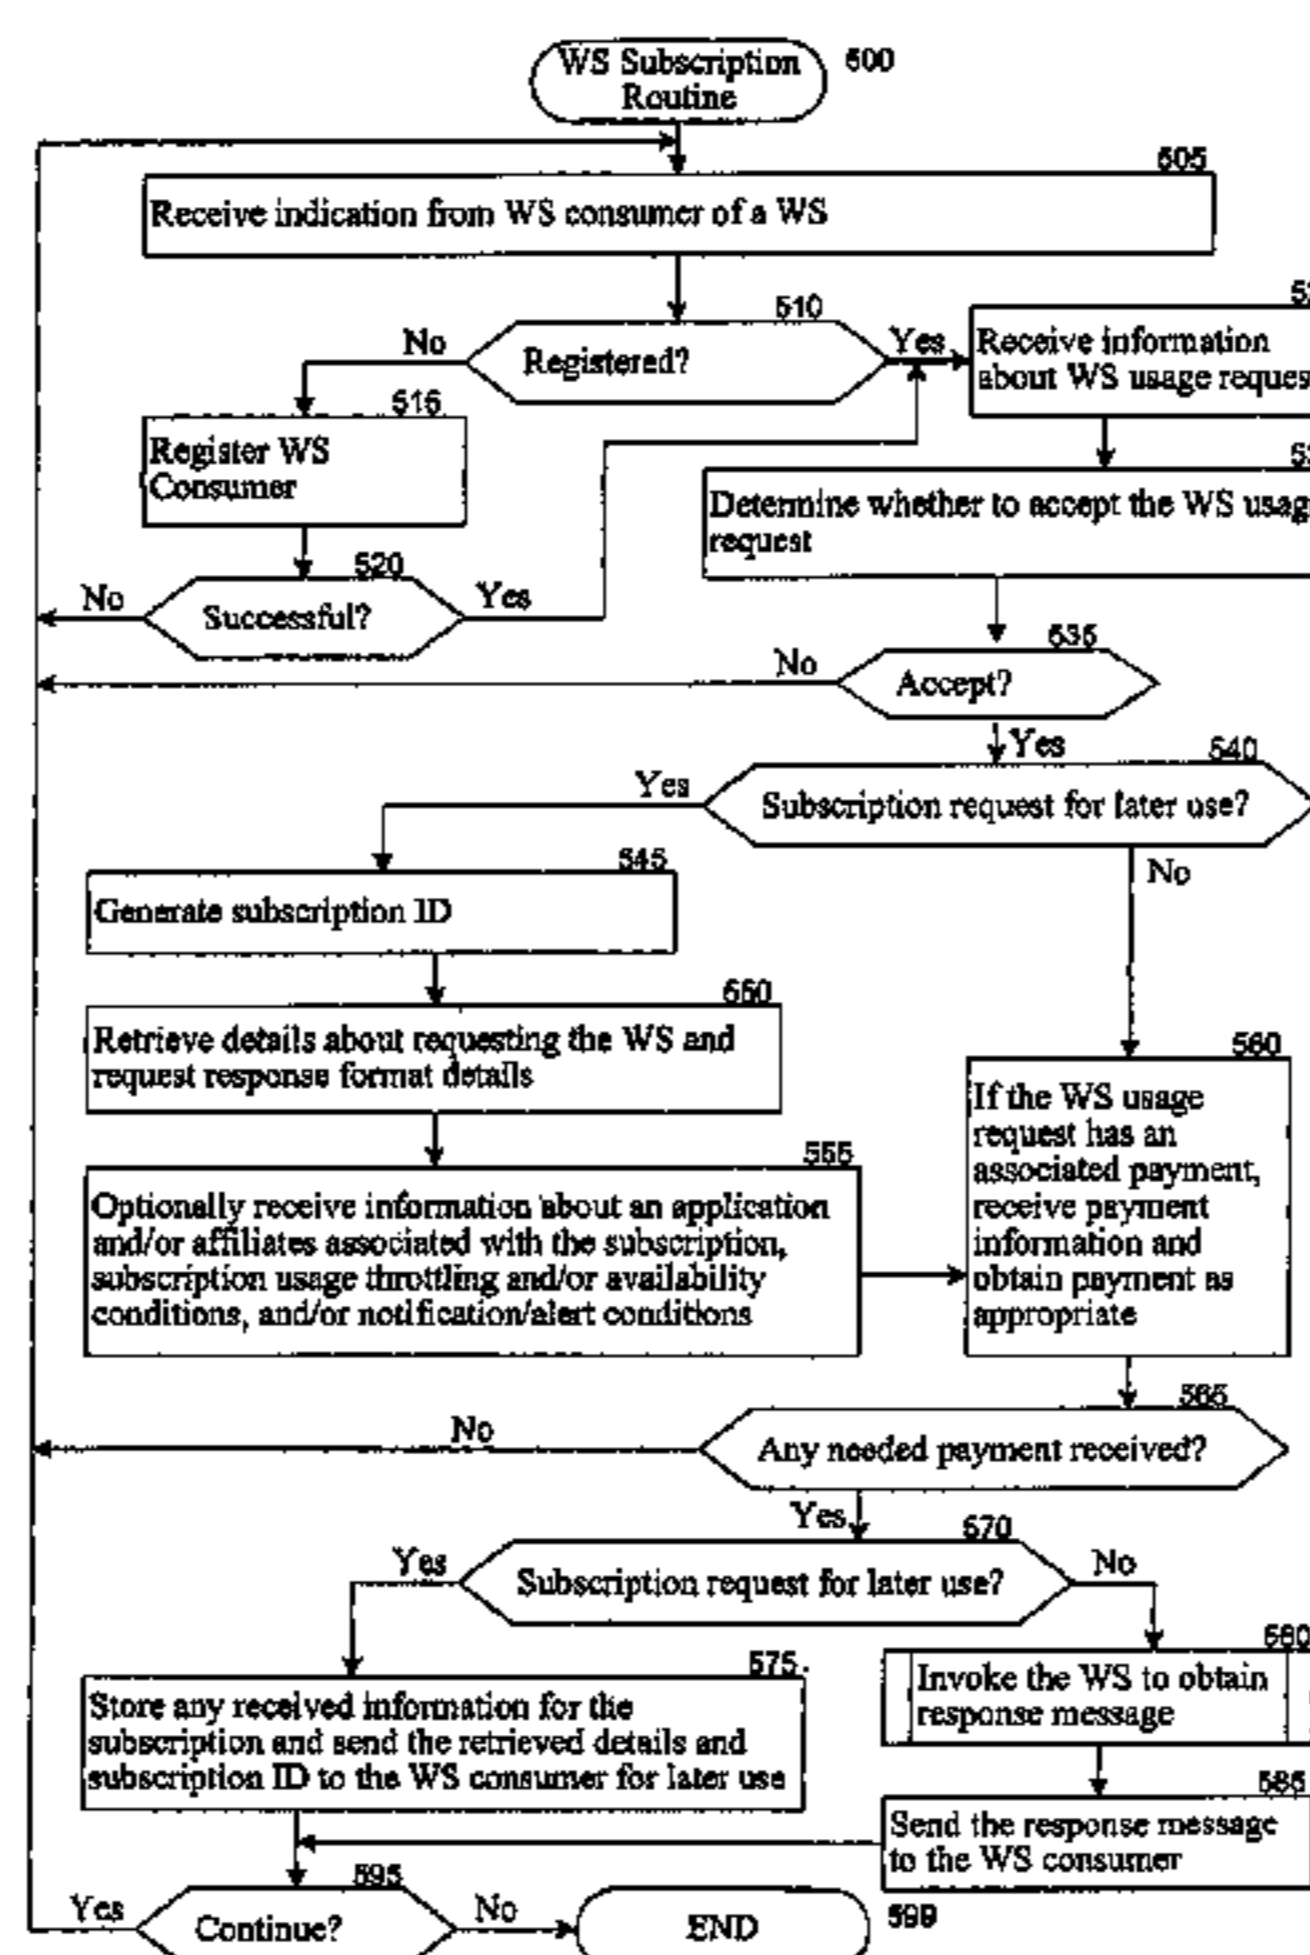 WS Subscription
Routine
500
505
Receive indication from WS consumer of a WS
510
No
Registered?
Yes
Receive information
about WS usage
515
Register WS
Consumer
Determine whether to accept the WS
request
520
No
Successful?
Yes
535
No
Accept?
Yes
540
Yes
Subscription request for later use?
No
545
Generate subscription ID
550
Retrieve details about requesting the WS and
request response format details
560
If the WS usage
request has an
associated payment,
receive payment
information and
obtain payment as
appropriate
555
Optionally receive information about an application
and/or affiliates associated with the subscription,
subscription usage throttling and/or availability
conditions, and/or notification/alert conditions
565
No
Any needed payment received?
Yes
570
Yes
Subscription request for later use?
No
575
Store any received information for the
subscription and send the retrieved details and
subscription ID to the WS consumer for later use
580
Invoke the WS to obtain
response message
585
Send the response message
to the WS consumer
595
Yes
Continue?
No
END
599